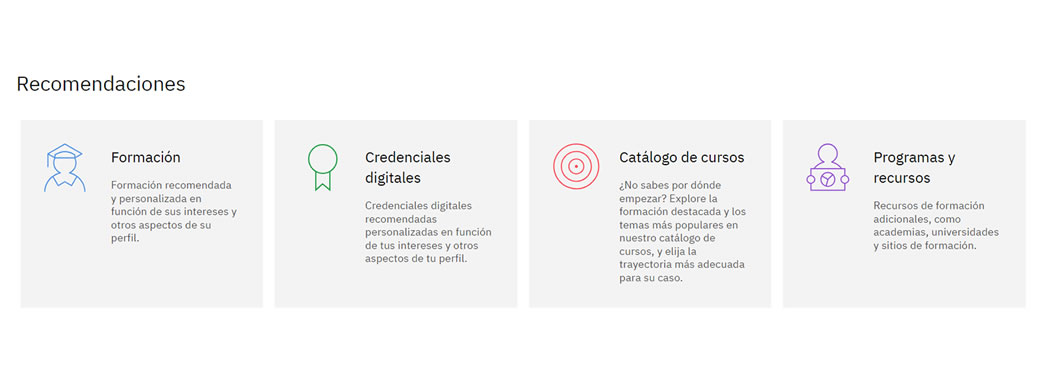 Recomendaciones
Formación
Formación recomendada
y personalizada en
función de sus intereses y
otros aspectos de su
perfil.
Credenciales
digitales
Credenciales digitales
recomendadas
personalizadas en función
de tus intereses y otros
aspectos de tu perfil.
Catálogo de cursos
¿No sabes por dónde
empezar? Explore la
formación destacada y los
temas más populares en
nuestro catálogo de
cursos, y elija la
trayectoria más adecuada
para su caso.
Programas y
recursos
Recursos de formación
adicionales, como
academias, universidades
y sitios de formación.